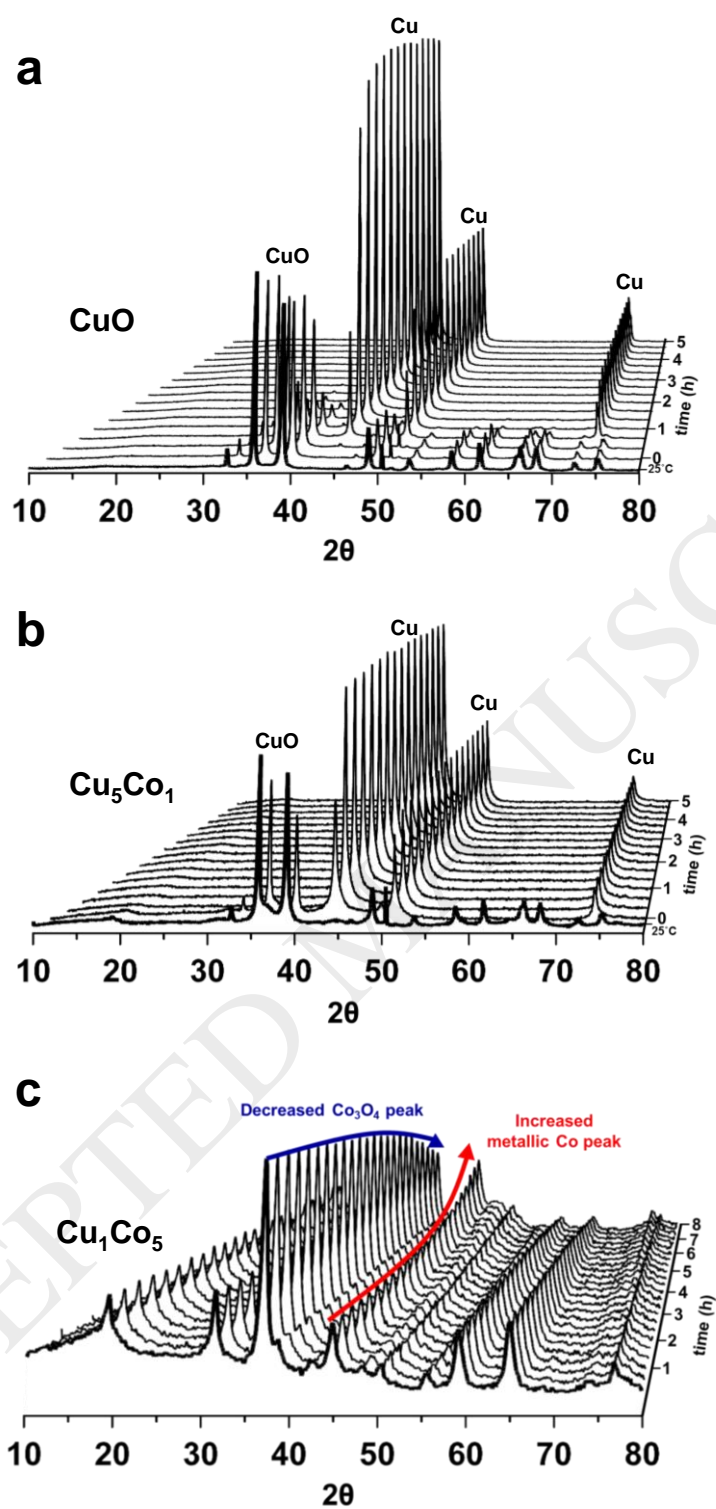 a
Cu
Cu
CuO
Cu
CuO
5
4
3
2
1
0
25°C
time (h)
10 20 30 40 50 60 70 80
2θ
b
Cu
Cu
CuO
Cu
Cu₅Co₁
5
4
3
2
1
0
25°C
time (h)
10 20 30 40 50 60 70 80
2θ
c
Decreased Co₃O₄ peak
Increased
metallic Co peak
Cu₁Co₅
8
7
6
5
4
3
2
1
time (h)
10 20 30 40 50 60 70 80
2θ